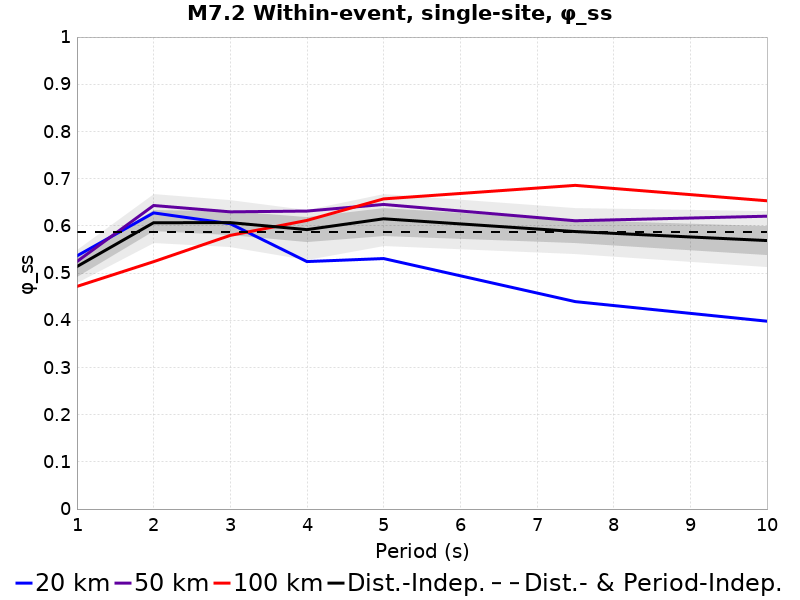 M7.2 Within-event, single-site, φ_ss
1
0.9
0.8
0.7
0.6
0.5
0.4
0.3
0.2
0.1
0
φ_ss
1 2 3 4 5 6 7 8 9 10
Period (s)
20 km 50 km 100 km Dist.-Indep. Dist.- & Period-Indep.